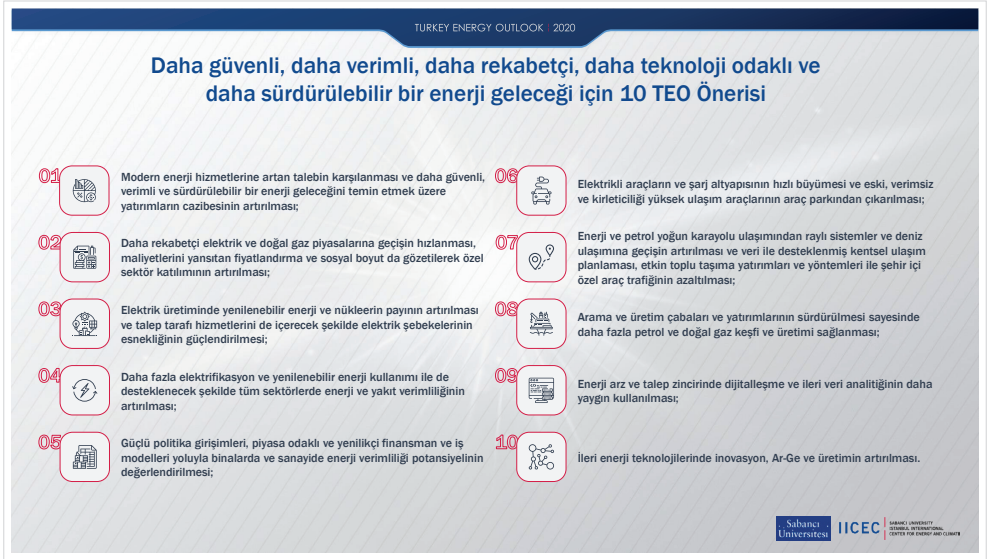 TURKEY ENERGY OUTLOOK | 2020
Daha güvenli, daha verimli, daha rekabetçi, daha teknoloji odaklı ve
daha sürdürülebilir bir enerji geleceği için 10 TEO Önerisi
01
Modern enerji hizmetlerine artan talebin karşılanması ve daha güvenli,
verimli ve sürdürülebilir bir enerji geleceğini temin etmek üzere
yatırımların cazibesinin artırılması;
02
Daha rekabetçi elektrik ve doğal gaz piyasalarına geçişin hızlanması,
maliyetlerini yansıtan fiyatlandırma ve sosyal boyut da gözetilerek özel
sektör katılımının artırılması;
03
Elektrik üretiminde yenilenebilir enerji ve nükleerin payının artırılması
ve talep tarafı hizmetlerini de içerecek şekilde elektrik şebekelerinin
esnekliğinin güçlendirilmesi;
04
Daha fazla elektrifikasyon ve yenilenebilir enerji kullanımı ile de
desteklenecek şekilde tüm sektörlerde enerji ve yakıt verimliliğinin
artırılması;
05
Güçlü politika girişimleri, piyasa odaklı ve yenilikçi finansman ve iş
modelleri yoluyla binalarda ve sanayide enerji verimliliği potansiyelinin
değerlendirilmesi;
06
Elektrikli araçların ve şarj altyapısının hızlı büyümesi ve eski, verimsiz
ve kirleticiliği yüksek ulaşım araçlarının araç parkından çıkarılması;
07
Enerji ve petrol yoğun karayolu ulaşımından raylı sistemler ve deniz
ulaşımına geçişin artırılması ve veri ile desteklenmiş kentsel ulaşım
planlaması, etkin toplu taşıma yatırımları ve yöntemleri ile şehir içi
özel araç trafiğinin azaltılması;
08
Arama ve üretim çabaları ve yatırımlarının sürdürülmesi sayesinde
daha fazla petrol ve doğal gaz keşfi ve üretimi sağlanması;
09
Enerji arz ve talep zincirinde dijitalleşme ve ileri veri analitiğinin daha
yaygın kullanılması;
10
İleri enerji teknolojilerinde inovasyon, Ar-Ge ve üretimin artırılması.
Sabancı
Üniversitesi
IICEC
SABANCI UNIVERSITY
ISTANBUL INTERNATIONAL
CENTER FOR ENERGY AND CLIMATE